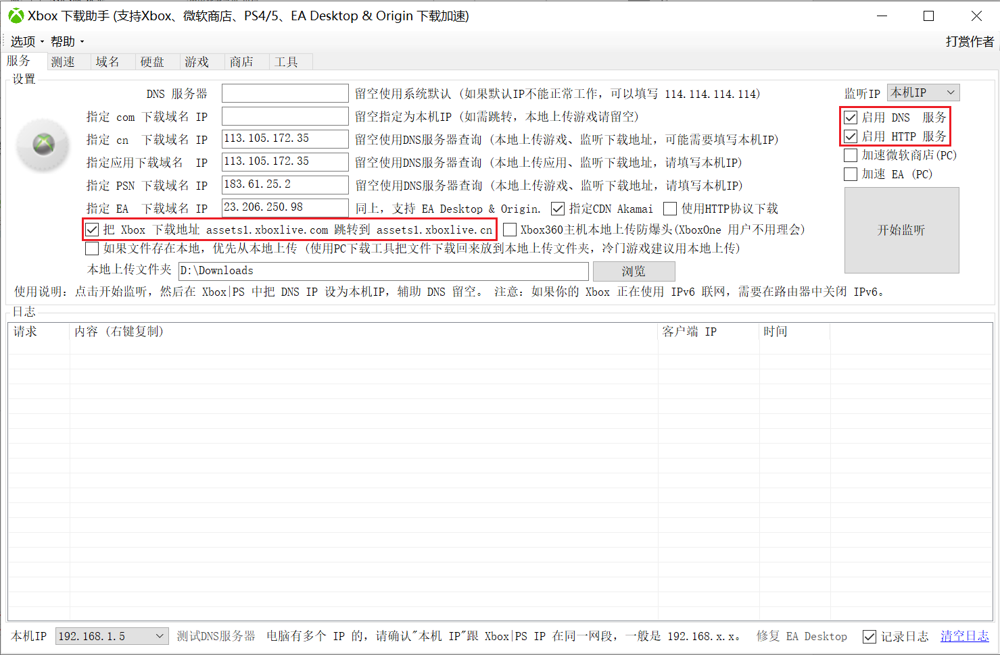 Xbox 下载助手 (支持Xbox、微软商店、PS4/5、EA Desktop & Origin 下载加速)
选项 帮助 打赏作者
服务 测速 域名 硬盘 游戏 商店 工具
设置
DNS 服务器 留空使用系统默认 (如果默认IP不能正常工作，可以填写 114.114.114.114) 监听IP 本机IP
指定 com 下载域名 IP 留空指定为本机IP (如需跳转，本地上传游戏请留空) 启用 DNS 服务
指定 cn 下载域名 IP 113.105.172.35 留空使用DNS服务器查询 (本地上传游戏、监听下载地址，可能需要填写本机IP) 启用 HTTP 服务
加速微软商店(PC)
指定应用下载域名 IP 113.105.172.35 留空使用DNS服务器查询 (本地上传应用、监听下载地址，请填写本机IP)
加速 EA (PC)
指定 PSN 下载域名 IP 183.61.25.2 留空使用DNS服务器查询 (本地上传游戏、监听下载地址，请填写本机IP)
指定 EA 下载域名 IP 23.206.250.98 同上，支持 EA Desktop & Origin. 指定CDN Akamai 使用HTTP协议下载
把 Xbox 下载地址 assets1.xboxlive.com 跳转到 assets1.xboxlive.cn Xbox360主机本地上传防爆头(XboxOne 用户不用理会) 开始监听
如果文件存在本地，优先从本地上传 (使用PC下载工具把文件下载回来放到本地上传文件夹，冷门游戏建议用本地上传)
本地上传文件夹 D:\Downloads 浏览
使用说明：点击开始监听，然后在 Xbox|PS 中把 DNS IP 设为本机IP，辅助 DNS 留空。 注意：如果你的 Xbox 正在使用 IPv6 联网，需要在路由器中关闭 IPv6。
日志
请求 内容 (右键复制) 客户端 IP 时间
本机IP 192.168.1.5 测试DNS服务器 电脑有多个 IP 的，请确认"本机 IP"跟 Xbox|PS IP 在同一网段，一般是 192.168.x.x。 修复 EA Desktop 记录日志 清空日志